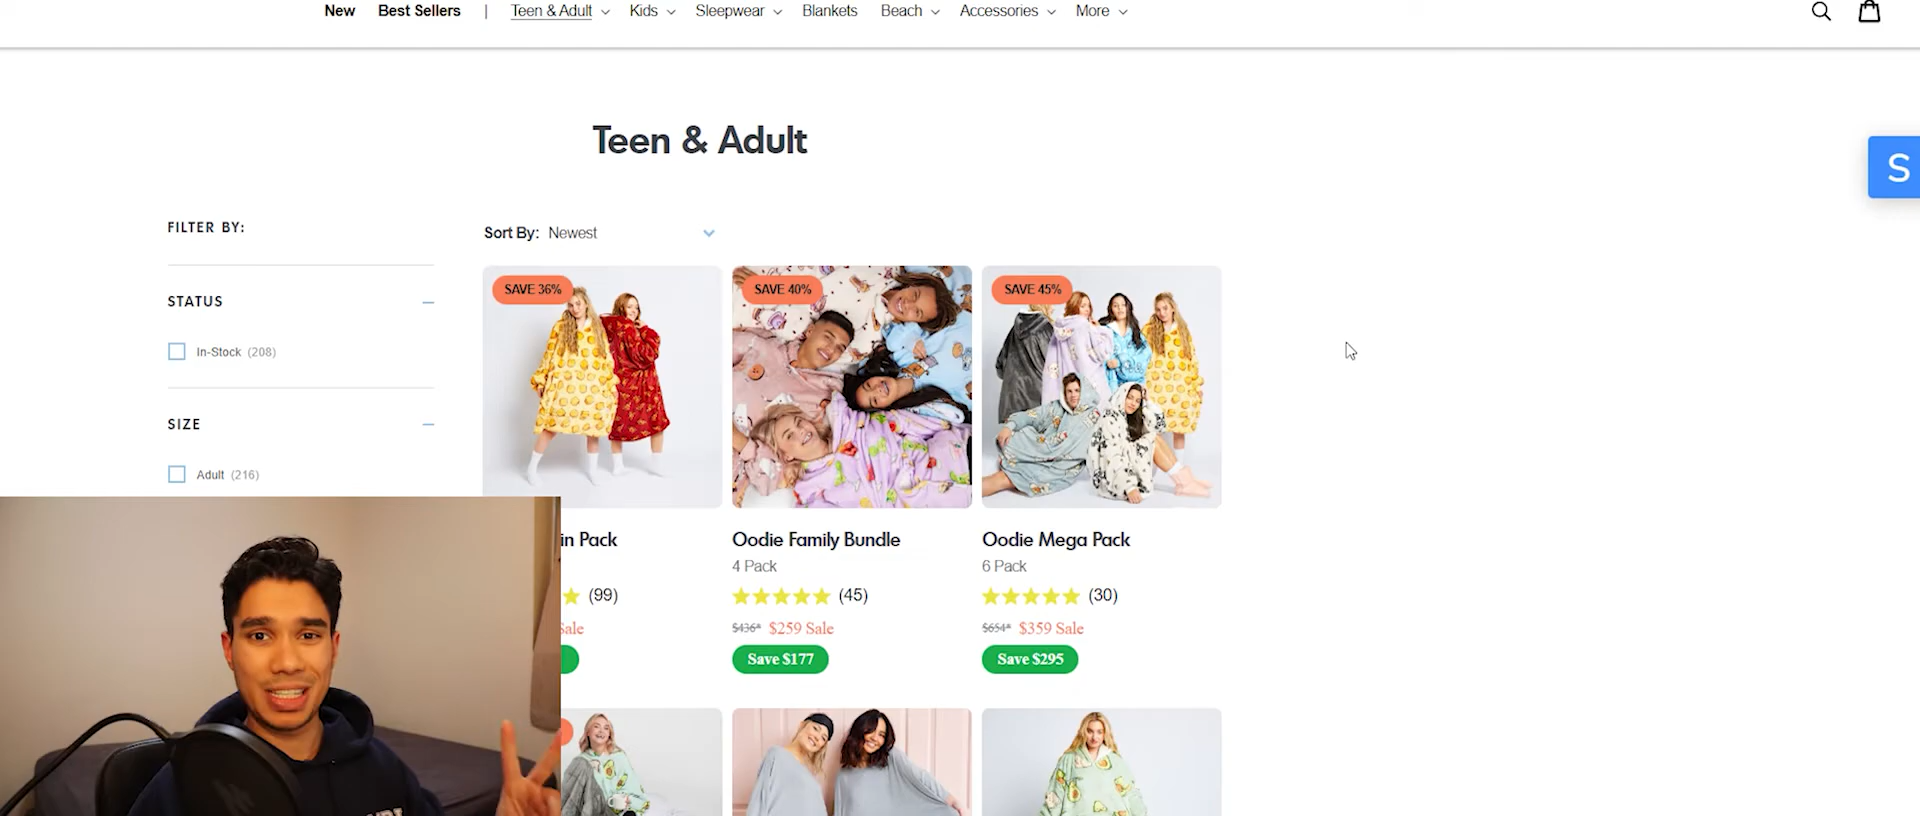 New Best Sellers | Teen & Adult Kids Sleepwear Blankets Beach Accessories More
Teen & Adult
S
FILTER BY:
Sort By: Newest
STATUS
In-Stock (208)
SIZE
Adult (216)
SAVE 36%
SAVE 40%
SAVE 45%
in Pack
(99)
Sale
Oodie Family Bundle
4 Pack
(45)
$436* $259 Sale
Save $177
Oodie Mega Pack
6 Pack
(30)
$654* $359 Sale
Save $295